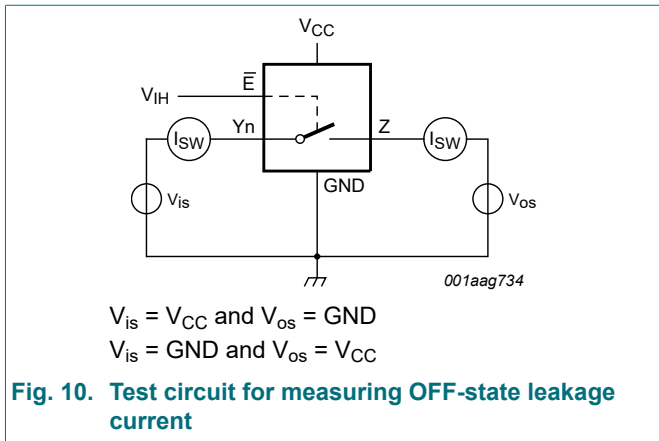 VCC
E
VIH
Yn
Z
ISW
ISW
GND
Vis
Vos
001aag734
Vis = VCC and Vos = GND
Vis = GND and Vos = VCC
Fig. 10. Test circuit for measuring OFF-state leakage
current